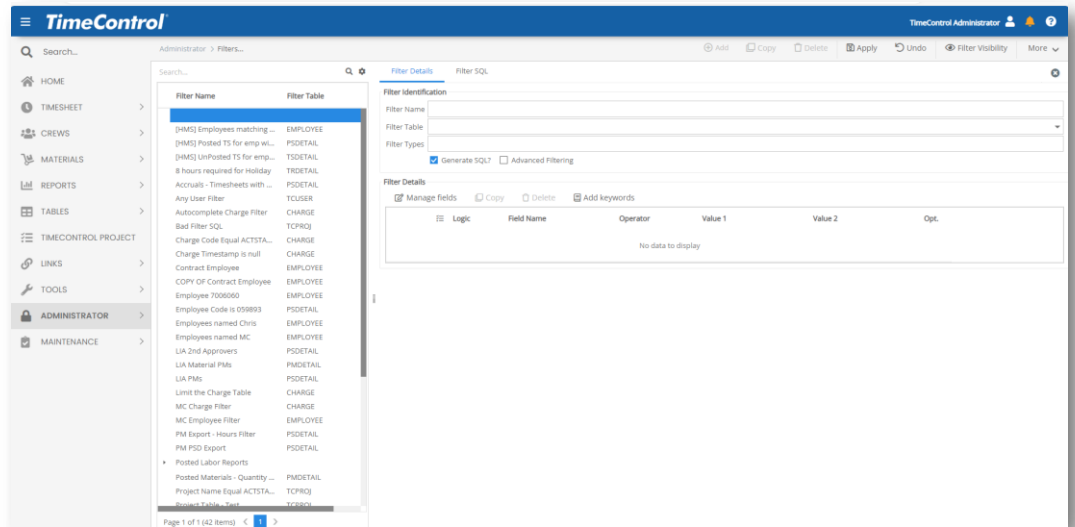 TimeControl
TimeControl Administrator
Search...
Administrator > Filters...
Add Copy Delete Apply Undo Filter Visibility More
HOME
TIMESHEET
CREWS
MATERIALS
REPORTS
TABLES
TIMECONTROL PROJECT
LINKS
TOOLS
ADMINISTRATOR
MAINTENANCE
Search...
Filter Name Filter Table
[HMS] Employees matching ... EMPLOYEE
[HMS] Posted TS for emp wi... PSDETAIL
[HMS] UnPosted TS for emp... TSDETAIL
8 hours required for Holiday TRDETAIL
Accruals - Timesheets with ... PSDETAIL
Any User Filter TCUSER
Autocomplete Charge Filter CHARGE
Bad Filter SQL TCPROJ
Charge Code Equal ACTSTA... CHARGE
Charge Timestamp is null CHARGE
Contract Employee EMPLOYEE
COPY OF Contract Employee EMPLOYEE
Employee 7006060 EMPLOYEE
Employee Code is 059893 PSDETAIL
Employees named Chris EMPLOYEE
Employees named MC EMPLOYEE
LIA 2nd Approvers PSDETAIL
LIA Material PMs PMDETAIL
LIA PMs PSDETAIL
Limit the Charge Table CHARGE
MC Charge Filter CHARGE
MC Employee Filter EMPLOYEE
PM Export - Hours Filter PSDETAIL
PM PSD Export PSDETAIL
Posted Labor Reports
Posted Materials - Quantity ... PMDETAIL
Project Name Equal ACTSTA... TCPROJ
Project Table - Test TCPROJ
Page 1 of 1 (42 items) < 1 >
Filter Details Filter SQL
Filter Identification
Filter Name
Filter Table
Filter Types
Generate SQL? Advanced Filtering
Filter Details
Manage fields Copy Delete Add keywords
Logic Field Name Operator Value 1 Value 2 Opt.
No data to display